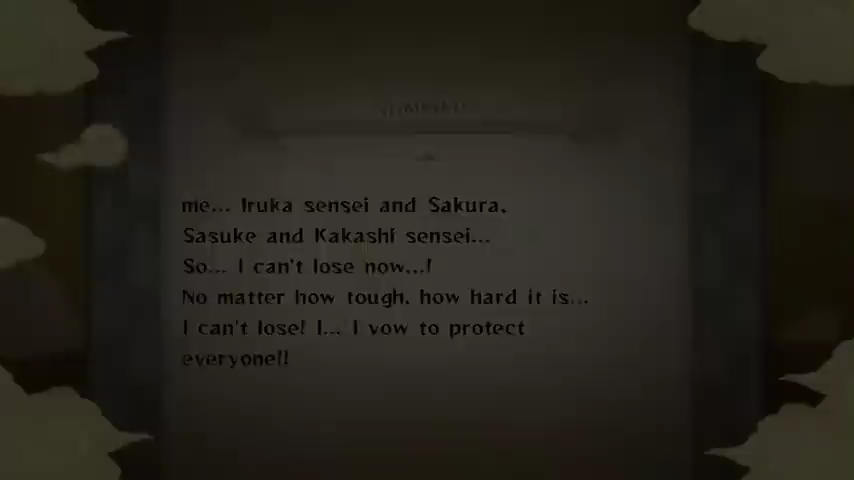 me... Iruka sensei and Sakura,
Sasuke and Kakashi sensei...
So... I can't lose now...!
No matter how tough, how hard it is...
I can't lose! I... I vow to protect
everyone!!